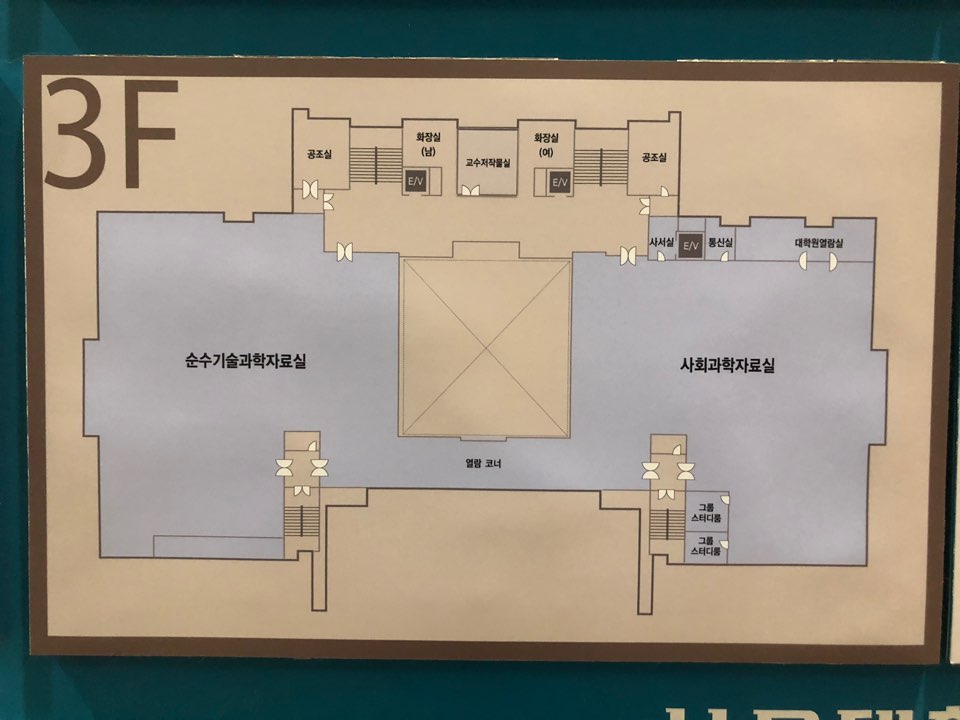 3F
공조실
화장실
(남)
교수저작물실
화장실
(여)
공조실
E/V
E/V
사서실
E/V
통신실
대학원열람실
순수기술과학자료실
사회과학자료실
열람 코너
그룹
스터디룸
그룹
스터디룸